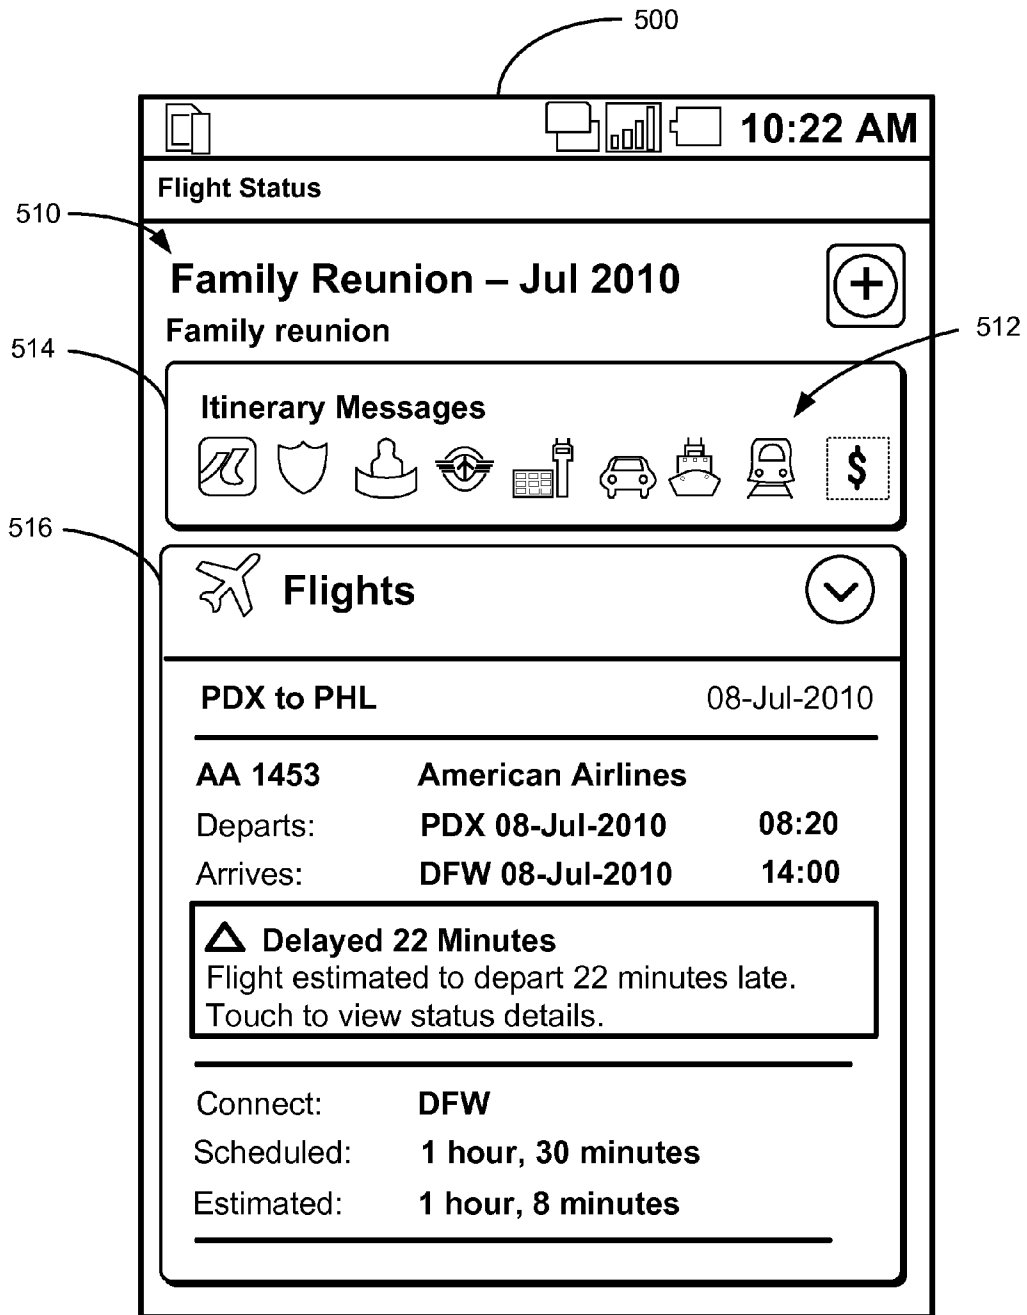 500
10:22 AM
Flight Status
510
Family Reunion – Jul 2010
Family reunion
512
514
Itinerary Messages
$
516
Flights
PDX to PHL 08-Jul-2010
AA 1453 American Airlines
Departs: PDX 08-Jul-2010 08:20
Arrives: DFW 08-Jul-2010 14:00
Delayed 22 Minutes
Flight estimated to depart 22 minutes late.
Touch to view status details.
Connect: DFW
Scheduled: 1 hour, 30 minutes
Estimated: 1 hour, 8 minutes